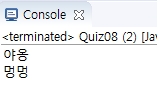 Console
<terminated> Quiz08 (2) [Jav
야옹
멍멍